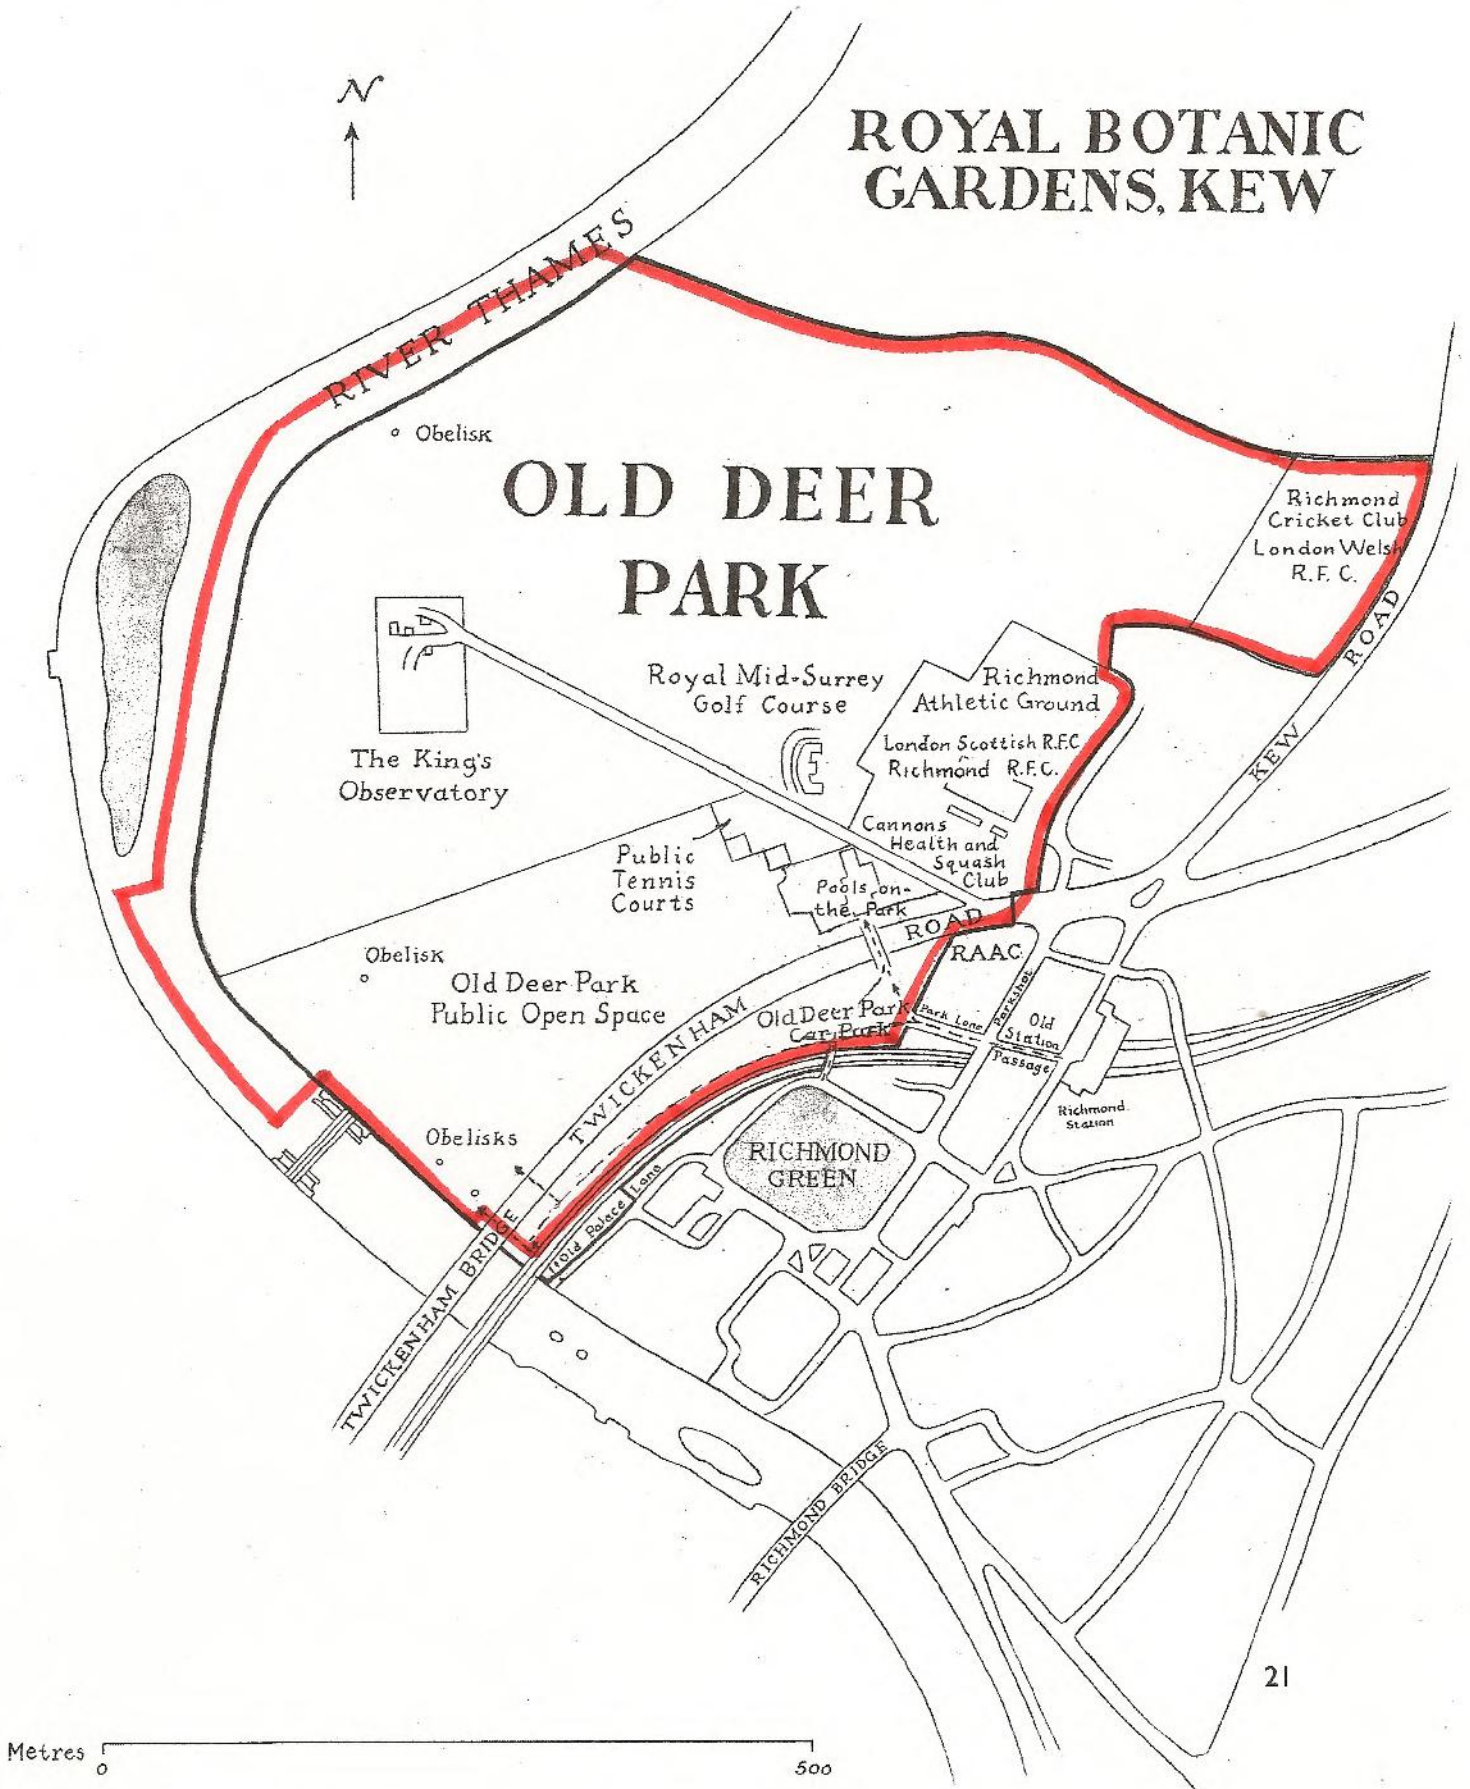 N
ROYAL BOTANIC
GARDENS, KEW
RIVER THAMES
Obelisk
OLD DEER
PARK
Richmond
Cricket Club
London Welsh
R.F.C.
KEW ROAD
Royal Mid-Surrey
Golf Course
Richmond
Athletic Ground
London Scottish R.F.C.
Richmond R.F.C.
The King's
Observatory
Cannons
Health and
Squash
Club
Public
Tennis
Courts
Pools-on-
the-Park
TWICKENHAM ROAD
RAAC
Obelisk
Old Deer Park
Public Open Space
Old Deer Park
Car Park
Park Lane
Parkshot
Old
Station
Passage
Richmond
Station
Obelisks
RICHMOND
GREEN
Old Palace Lane
TWICKENHAM BRIDGE
RICHMOND BRIDGE
21
Metres
0
500